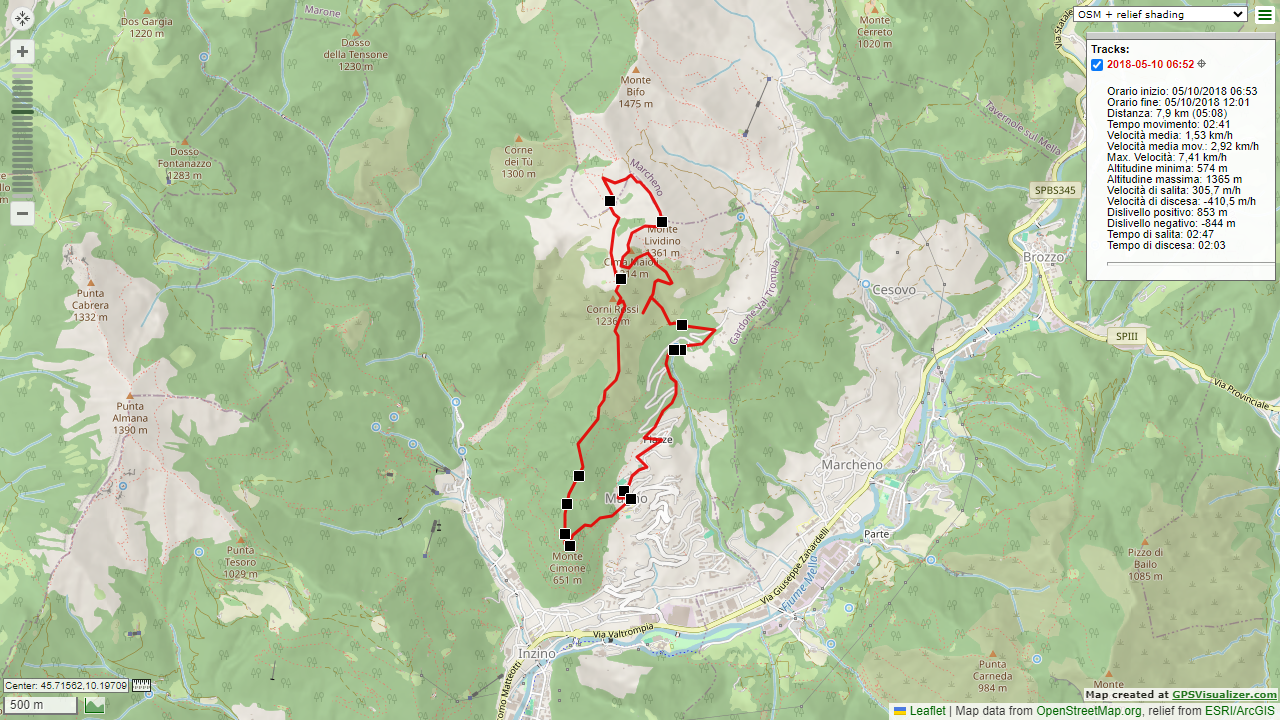 Dos Gargia
1220 m
Marone
Dosso
della Tensone
1230 m
Monte
Cerreto
1020 m
OSM + relief shading
Tracks:
2018-05-10 06:52
Orario inizio: 05/10/2018 06:53
Orario fine: 05/10/2018 12:01
Distanza: 7,9 km (05:08)
Tempo movimento: 02:41
Velocità media: 1,53 km/h
Velocità media mov.: 2,92 km/h
Max. Velocità: 7,41 km/h
Altitudine minima: 574 m
Altitudine massima: 1365 m
Velocità di salita: 305,7 m/h
Velocità di discesa: -410,5 m/h
Dislivello positivo: 853 m
Dislivello negativo: -844 m
Tempo di salita: 02:47
Tempo di discesa: 02:03
Monte
Bifo
1475 m
Tavernole sul Mella
Dosso
Fontanazzo
1283 m
Corne
dei Tu
1300 m
Marcheno
SPBS345
Monte
Lividino
1361 m
Brozzo
Cesovo
Gardone Val Trompia
Punta
Cabrera
1332 m
Corni Rossi
1236 m
SPIII
Via Provinciale
Punta
Almana
1390 m
Marcheno
Punta
Tesoro
1029 m
Parte
Monte
Cimone
651 m
Pizzo di
Bailo
1085 m
Via Giuseppe Zanardelli
Fiume Mella
Via Valtrompia
Inzino
Punta
Carneda
984 m
Monte
Center: 45.71562,10.19709
500 m
Map created at GPSVisualizer.com
Leaflet | Map data from OpenStreetMap.org, relief from ESRI/ArcGIS